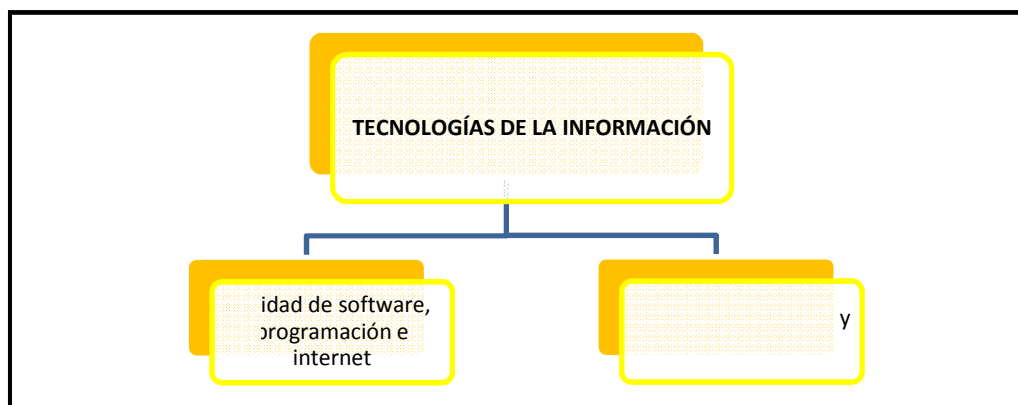 TECNOLOGÍAS DE LA INFORMACIÓN
idad de software,
programación e
internet
y